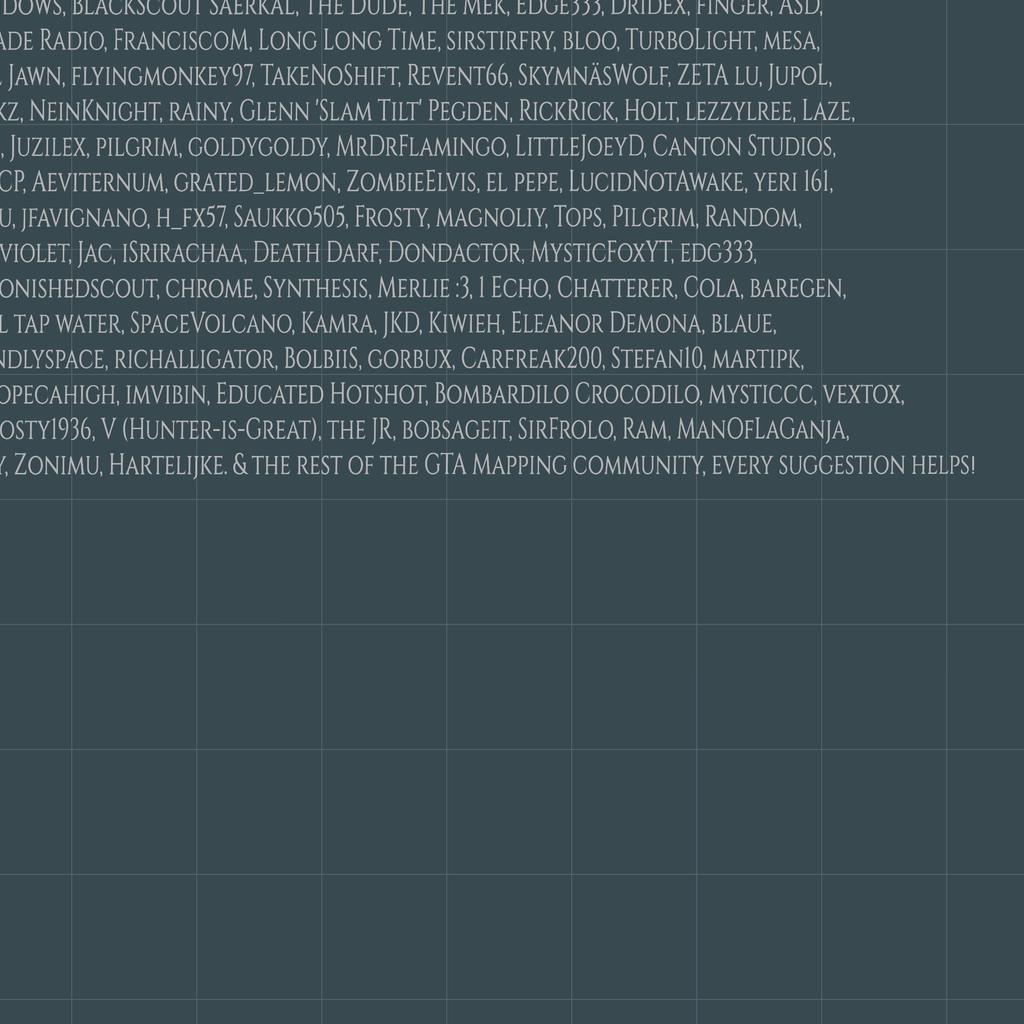 DOWS, BLACKSCOUT SAERKAL, THE DUDE, THE MEK, EDGE333, DRIDEX, FINGER, ASD,
ADE RADIO, FRANCISCOM, LONG LONG TIME, SIRSTIRFRY, BLOO, TURBOLIGHT, MESA,
JAWN, FLYINGMONKEY97, TAKENOSHIFT, REVENT66, SKYMNÄSWOLF, ZETA LU, JUPOL,
KZ, NEINKNIGHT, RAINY, GLENN 'SLAM TILT' PEGDEN, RICKRICK, HOLT, LEZZYLREE, LAZE,
, JUZILEX, PILGRIM, GOLDYGOLDY, MRDRFLAMINGO, LITTLEJOEYD, CANTON STUDIOS,
CP, AEVITERNUM, GRATED_LEMON, ZOMBIEELVIS, EL PEPE, LUCIDNOTAWAKE, YERI 161,
U, JFAVIGNANO, H_FX57, SAUKKO505, FROSTY, MAGNOLIY, TOPS, PILGRIM, RANDOM,
VIOLET, JAC, ISRIRACHAA, DEATH DARF, DONDACTOR, MYSTICFOXYT, EDG333,
ONISHEDSCOUT, CHROME, SYNTHESIS, MERLIE :3, 1 ECHO, CHATTERER, COLA, BAREGEN,
L TAP WATER, SPACEVOLCANO, KAMRA, JKD, KIWIEH, ELEANOR DEMONA, BLAUE,
NDLYSPACE, RICHALLIGATOR, BOLBIIS, GORBUX, CARFREAK200, STEFAN10, MARTIPK,
OPECAHIGH, IMVIBIN, EDUCATED HOTSHOT, BOMBARDILO CROCODILO, MYSTICCC, VEXTOX,
OSTY1936, V (HUNTER-IS-GREAT), THE JR, BOBSAGEIT, SIRFROLO, RAM, MANOFLAGANJA,
Y, ZONIMU, HARTELIJKE. & THE REST OF THE GTA MAPPING COMMUNITY, EVERY SUGGESTION HELPS!